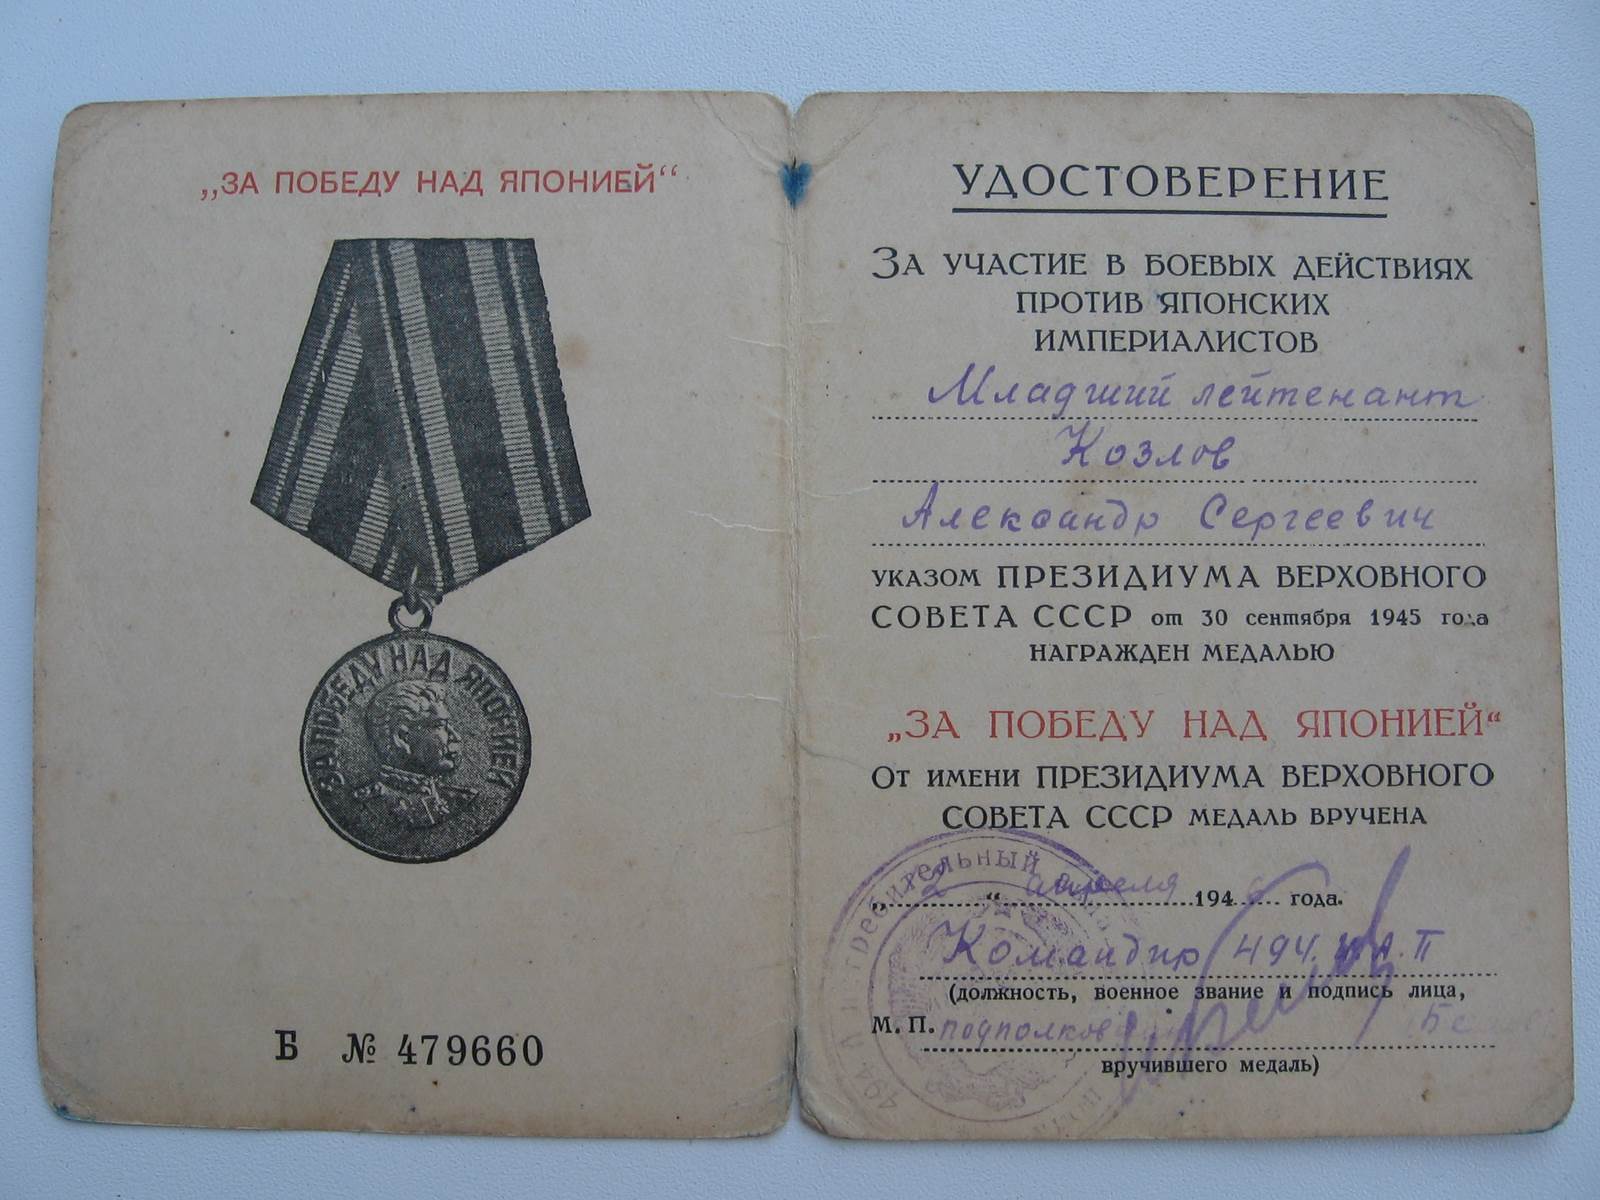 „ЗА ПОБЕДУ НАД ЯПОНИЕЙ“
ЗА ПОБЕДУ НАД ЯПОНИЕЙ
Б № 479660
УДОСТОВЕРЕНИЕ
ЗА УЧАСТИЕ В БОЕВЫХ ДЕЙСТВИЯХ
ПРОТИВ ЯПОНСКИХ
ИМПЕРИАЛИСТОВ
Младший лейтенант
Козлов
Александр Сергеевич
УКАЗОМ ПРЕЗИДИУМА ВЕРХОВНОГО
СОВЕТА СССР от 30 сентября 1945 года
НАГРАЖДЕН МЕДАЛЬЮ
„ЗА ПОБЕДУ НАД ЯПОНИЕЙ“
ОТ ИМЕНИ ПРЕЗИДИУМА ВЕРХОВНОГО
СОВЕТА СССР МЕДАЛЬ ВРУЧЕНА
„2“ апреля 1946 года.
Командир 494. И.А.П
(должность, военное звание и подпись лица,
М. П. подполков
вручившего медаль)
494